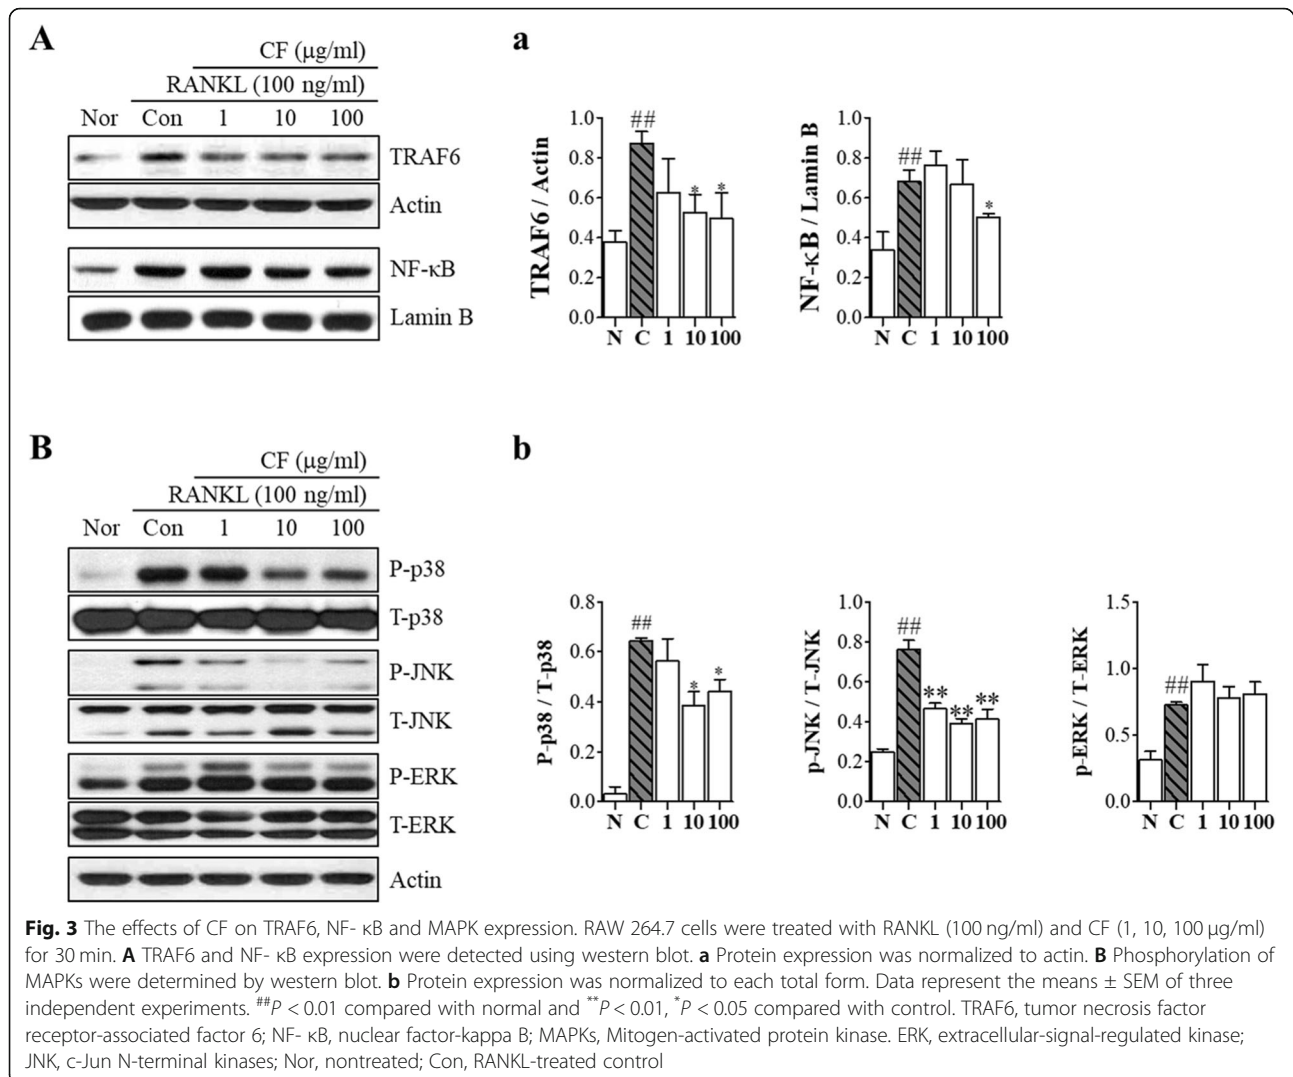 A
CF (µg/ml)
RANKL (100 ng/ml)
Nor Con 1 10 100
TRAF6
Actin
NF-κB
Lamin B
a
TRAF6 / Actin
1.0
0.8
0.6
0.4
0.2
0.0
##
*
*
N C 1 10 100
NF-κB / Lamin B
1.0
0.8
0.6
0.4
0.2
0.0
##
*
N C 1 10 100
B
CF (µg/ml)
RANKL (100 ng/ml)
Nor Con 1 10 100
P-p38
T-p38
P-JNK
T-JNK
P-ERK
T-ERK
Actin
b
P-p38 / T-p38
0.8
0.6
0.4
0.2
0.0
##
*
*
N C 1 10 100
p-JNK / T-JNK
1.0
0.8
0.6
0.4
0.2
0.0
##
**
**
**
N C 1 10 100
p-ERK / T-ERK
1.5
1.0
0.5
0.0
##
N C 1 10 100
Fig. 3 The effects of CF on TRAF6, NF- κB and MAPK expression. RAW 264.7 cells were treated with RANKL (100 ng/ml) and CF (1, 10, 100 µg/ml)
for 30 min. A TRAF6 and NF- κB expression were detected using western blot. a Protein expression was normalized to actin. B Phosphorylation of
MAPKs were determined by western blot. b Protein expression was normalized to each total form. Data represent the means ± SEM of three
independent experiments. ##P < 0.01 compared with normal and **P < 0.01, *P < 0.05 compared with control. TRAF6, tumor necrosis factor
receptor-associated factor 6; NF- κB, nuclear factor-kappa B; MAPKs, Mitogen-activated protein kinase. ERK, extracellular-signal-regulated kinase;
JNK, c-Jun N-terminal kinases; Nor, nontreated; Con, RANKL-treated control